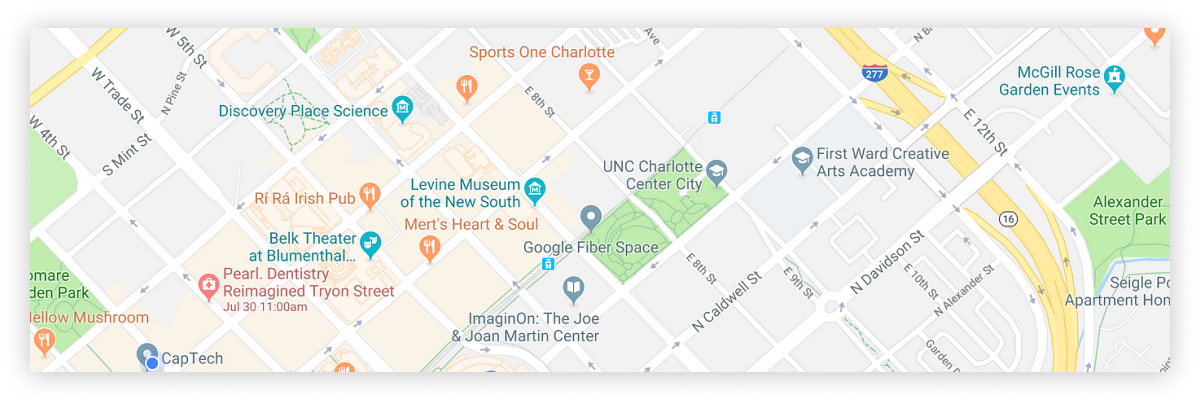 W 5th St
Sports One Charlotte
Ave
N 8
277
McGill Rose
Garden Events
W Trade St
N Pine St
Discovery Place Science
E 8th St
E 12th St
W 4th St
S Mint St
UNC Charlotte
Center City
First Ward Creative
Arts Academy
Levine Museum
of the New South
Rí Rá Irish Pub
Mert's Heart & Soul
Alexander
Street Park
16
Belk Theater
at Blumenthal...
Google Fiber Space
N Davidson St
omare
den Park
Pearl. Dentistry
Reimagined Tryon Street
Jul 30 11:00am
E 8th St
E 9th St
E 10th St
N Alexander St
Seigle Po
Apartment Hom
ellow Mushroom
ImaginOn: The Joe
& Joan Martin Center
N Caldwell St
CapTech
Garden D